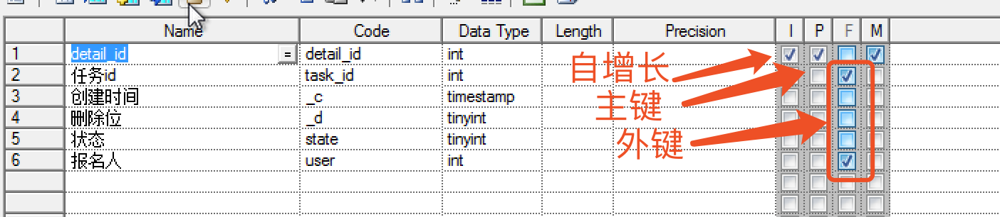 Name Code Data Type Length Precision I P F M
1 detail_id = detail_id int
2 任务id task_id int
3 创建时间 _c timestamp
4 删除位 _d tinyint
5 状态 state tinyint
6 报名人 user int
自增长
主键
外键